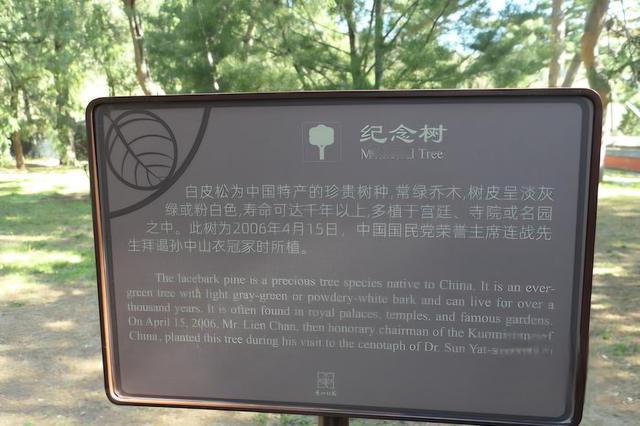 纪念树
Tree
白皮松为中国特产的珍贵树种,常绿乔木,树皮呈淡灰
绿或粉白色,寿命可达千年以上,多植于宫廷、寺院或名园
之中。此树为2006年4月15日,中国国民党荣誉主席连战先
生拜谒孙中山衣冠冢时所植。
The lacebark pine is a precious tree species native to China. It is an ever-
green tree with light gray-green or powdery-white bark and can live for over a
thousand years. It is often found in royal palaces, temples, and famous gardens.
On April 15, 2006, Mr. Lien Chan, then honorary chairman of the
China, planted this tree during his visit to the cenotaph of Dr. Sun